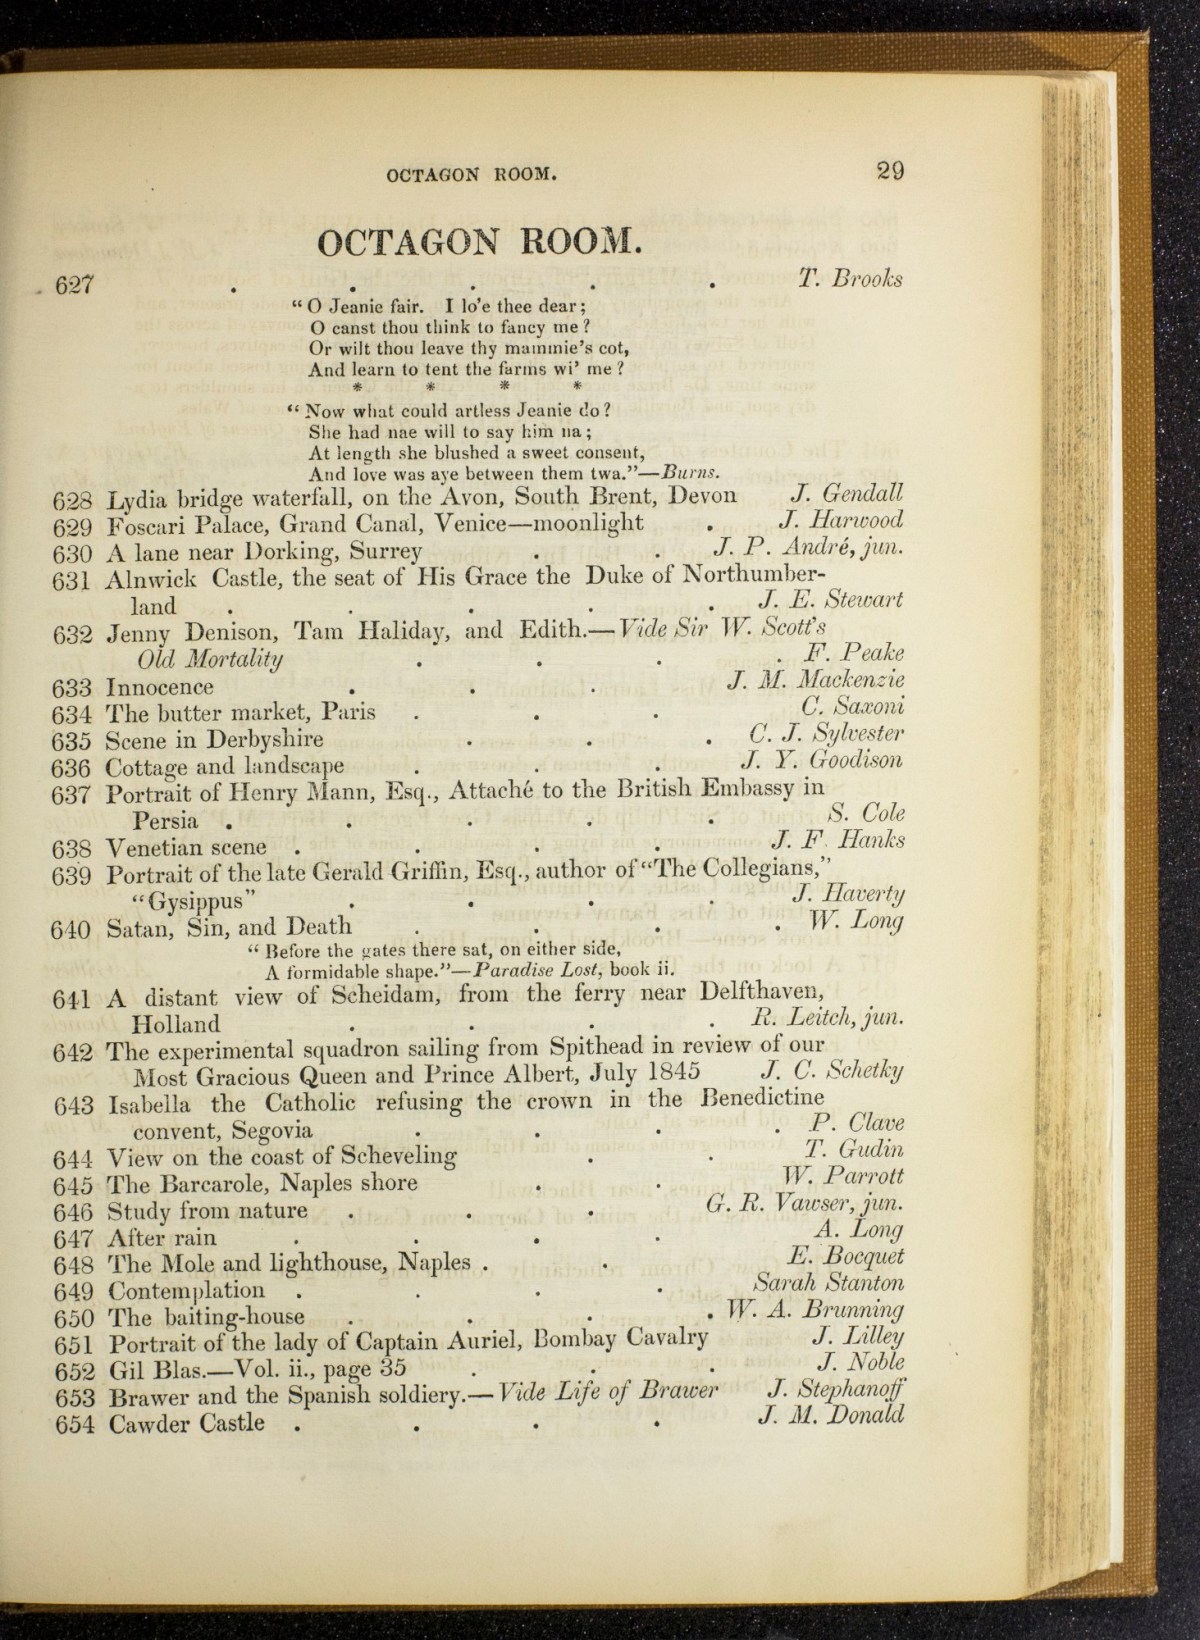 OCTAGON ROOM. 29
OCTAGON ROOM.
627 . . . . . T. Brooks
“O Jeanie fair. I lo’e thee dear;
O canst thou think to fancy me?
Or wilt thou leave thy mammie’s cot,
And learn to tent the farms wi’ me?
* * * *
“Now what could artless Jeanie do?
She had nae will to say him na;
At length she blushed a sweet consent,
And love was aye between them twa.”—Burns.
628 Lydia bridge waterfall, on the Avon, South Brent, Devon J. Gendall
629 Foscari Palace, Grand Canal, Venice—moonlight . J. Harwood
630 A lane near Dorking, Surrey . . J. P. André, jun.
631 Alnwick Castle, the seat of His Grace the Duke of Northumber-
land . . . . . J. E. Stewart
632 Jenny Denison, Tam Haliday, and Edith.—Vide Sir W. Scott’s
Old Mortality . . . . F. Peake
633 Innocence . . . J. M. Mackenzie
634 The butter market, Paris . . . C. Saxoni
635 Scene in Derbyshire . . . C. J. Sylvester
636 Cottage and landscape . . . J. Y. Goodison
637 Portrait of Henry Mann, Esq., Attaché to the British Embassy in
Persia . . . . . S. Cole
638 Venetian scene . . . . J. F. Hanks
639 Portrait of the late Gerald Griffin, Esq., author of “The Collegians,”
“Gysippus” . . . . J. Haverty
640 Satan, Sin, and Death . . . . W. Long
“Before the gates there sat, on either side,
A formidable shape.”—Paradise Lost, book ii.
641 A distant view of Scheidam, from the ferry near Delfthaven,
Holland . . . . R. Leitch, jun.
642 The experimental squadron sailing from Spithead in review of our
Most Gracious Queen and Prince Albert, July 1845 J. C. Schetky
643 Isabella the Catholic refusing the crown in the Benedictine
convent, Segovia . . . . P. Clave
644 View on the coast of Scheveling . . T. Gudin
645 The Barcarole, Naples shore . . W. Parrott
646 Study from nature . . . G. R. Vawser, jun.
647 After rain . . . . A. Long
648 The Mole and lighthouse, Naples . . E. Bocquet
649 Contemplation . . . . Sarah Stanton
650 The baiting-house . . . . W. A. Brunning
651 Portrait of the lady of Captain Auriel, Bombay Cavalry J. Lilley
652 Gil Blas.—Vol. ii., page 35 . . . J. Noble
653 Brawer and the Spanish soldiery.—Vide Life of Brawer J. Stephanoff
654 Cawder Castle . . . . J. M. Donald